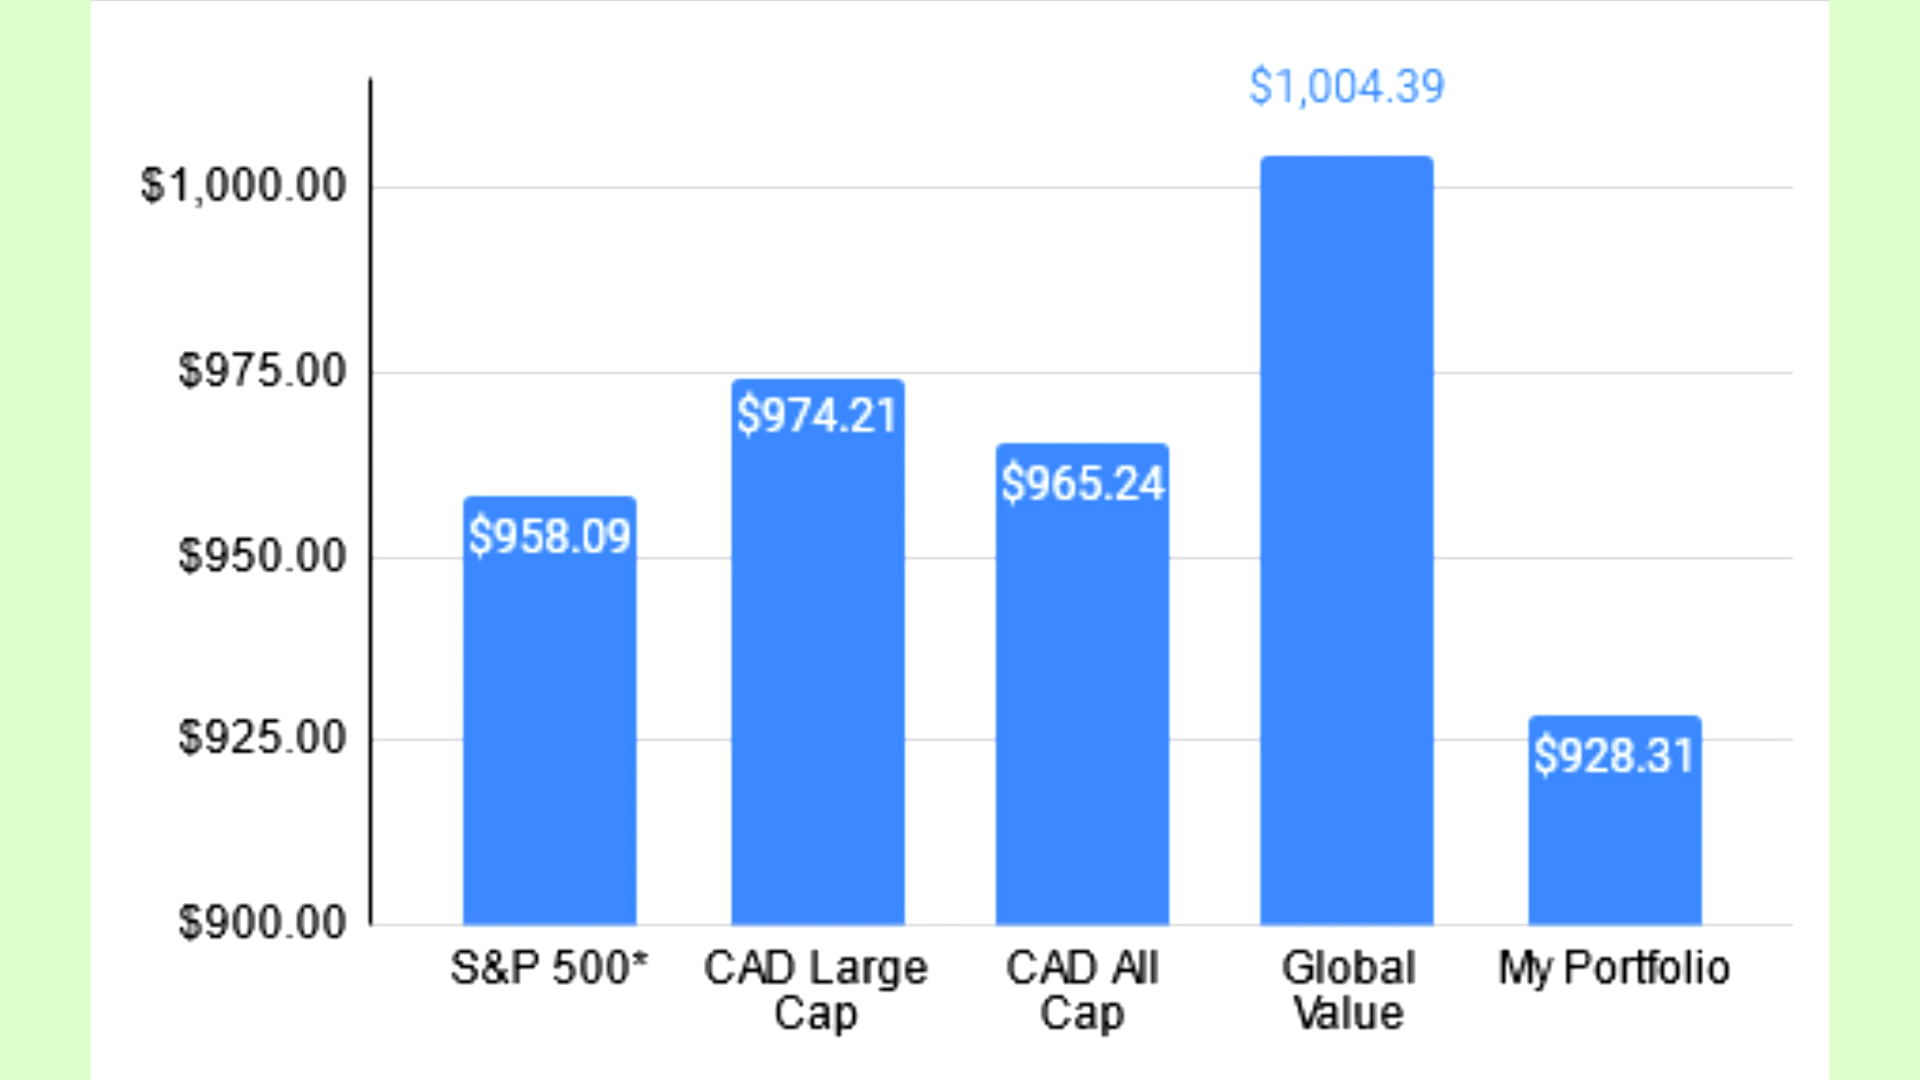 $1,004.39
$1,000.00
$975.00
$974.21
$965.24
$958.09
$950.00
$925.00
$928.31
$900.00
S&P 500*
CAD Large
Cap
CAD All
Cap
Global
Value
My Portfolio